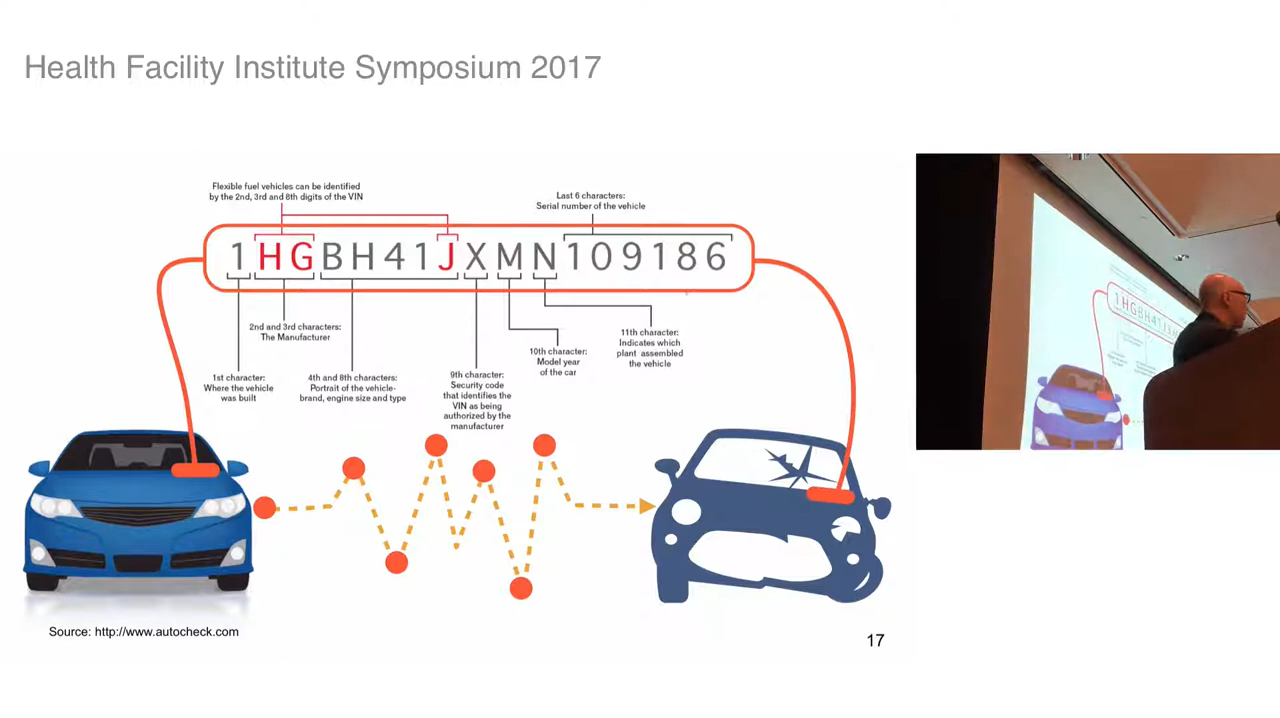 Health Facility Institute Symposium 2017
Flexible fuel vehicles can be identified
by the 2nd, 3rd and 8th digits of the VIN
Last 6 characters:
Serial number of the vehicle
1HGBH41JXMN109186
2nd and 3rd characters:
The Manufacturer
1st character:
Where the vehicle
was built
4th and 8th characters:
Portrait of the vehicle-
brand, engine size and type
9th character:
Security code
that identifies the
VIN as being
authorized by the
manufacturer
10th character:
Model year
of the car
11th character:
Indicates which
plant assembled
the vehicle
Source: http://www.autocheck.com
17
1HGBH41JX